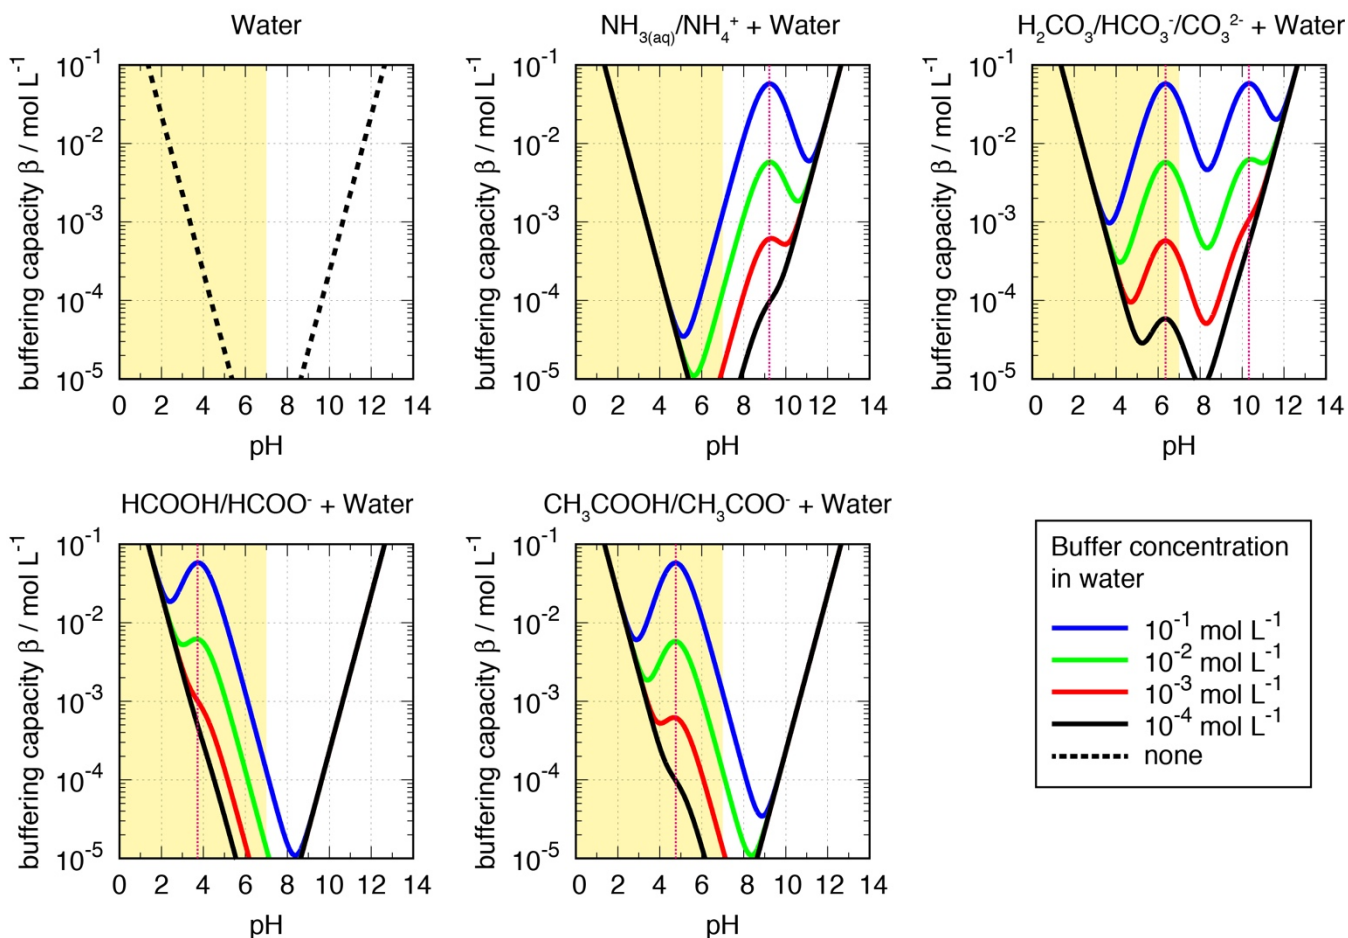 Water
buffering capacity β / mol L⁻¹
10⁻¹
10⁻²
10⁻³
10⁻⁴
10⁻⁵
0 2 4 6 8 10 12 14
pH
NH₃₍ₐq₎/NH₄⁺ + Water
buffering capacity β / mol L⁻¹
10⁻¹
10⁻²
10⁻³
10⁻⁴
10⁻⁵
0 2 4 6 8 10 12 14
pH
H₂CO₃/HCO₃⁻/CO₃²⁻ + Water
buffering capacity β / mol L⁻¹
10⁻¹
10⁻²
10⁻³
10⁻⁴
10⁻⁵
0 2 4 6 8 10 12 14
pH
HCOOH/HCOO⁻ + Water
buffering capacity β / mol L⁻¹
10⁻¹
10⁻²
10⁻³
10⁻⁴
10⁻⁵
0 2 4 6 8 10 12 14
pH
CH₃COOH/CH₃COO⁻ + Water
buffering capacity β / mol L⁻¹
10⁻¹
10⁻²
10⁻³
10⁻⁴
10⁻⁵
0 2 4 6 8 10 12 14
pH
Buffer concentration
in water
10⁻¹ mol L⁻¹
10⁻² mol L⁻¹
10⁻³ mol L⁻¹
10⁻⁴ mol L⁻¹
none